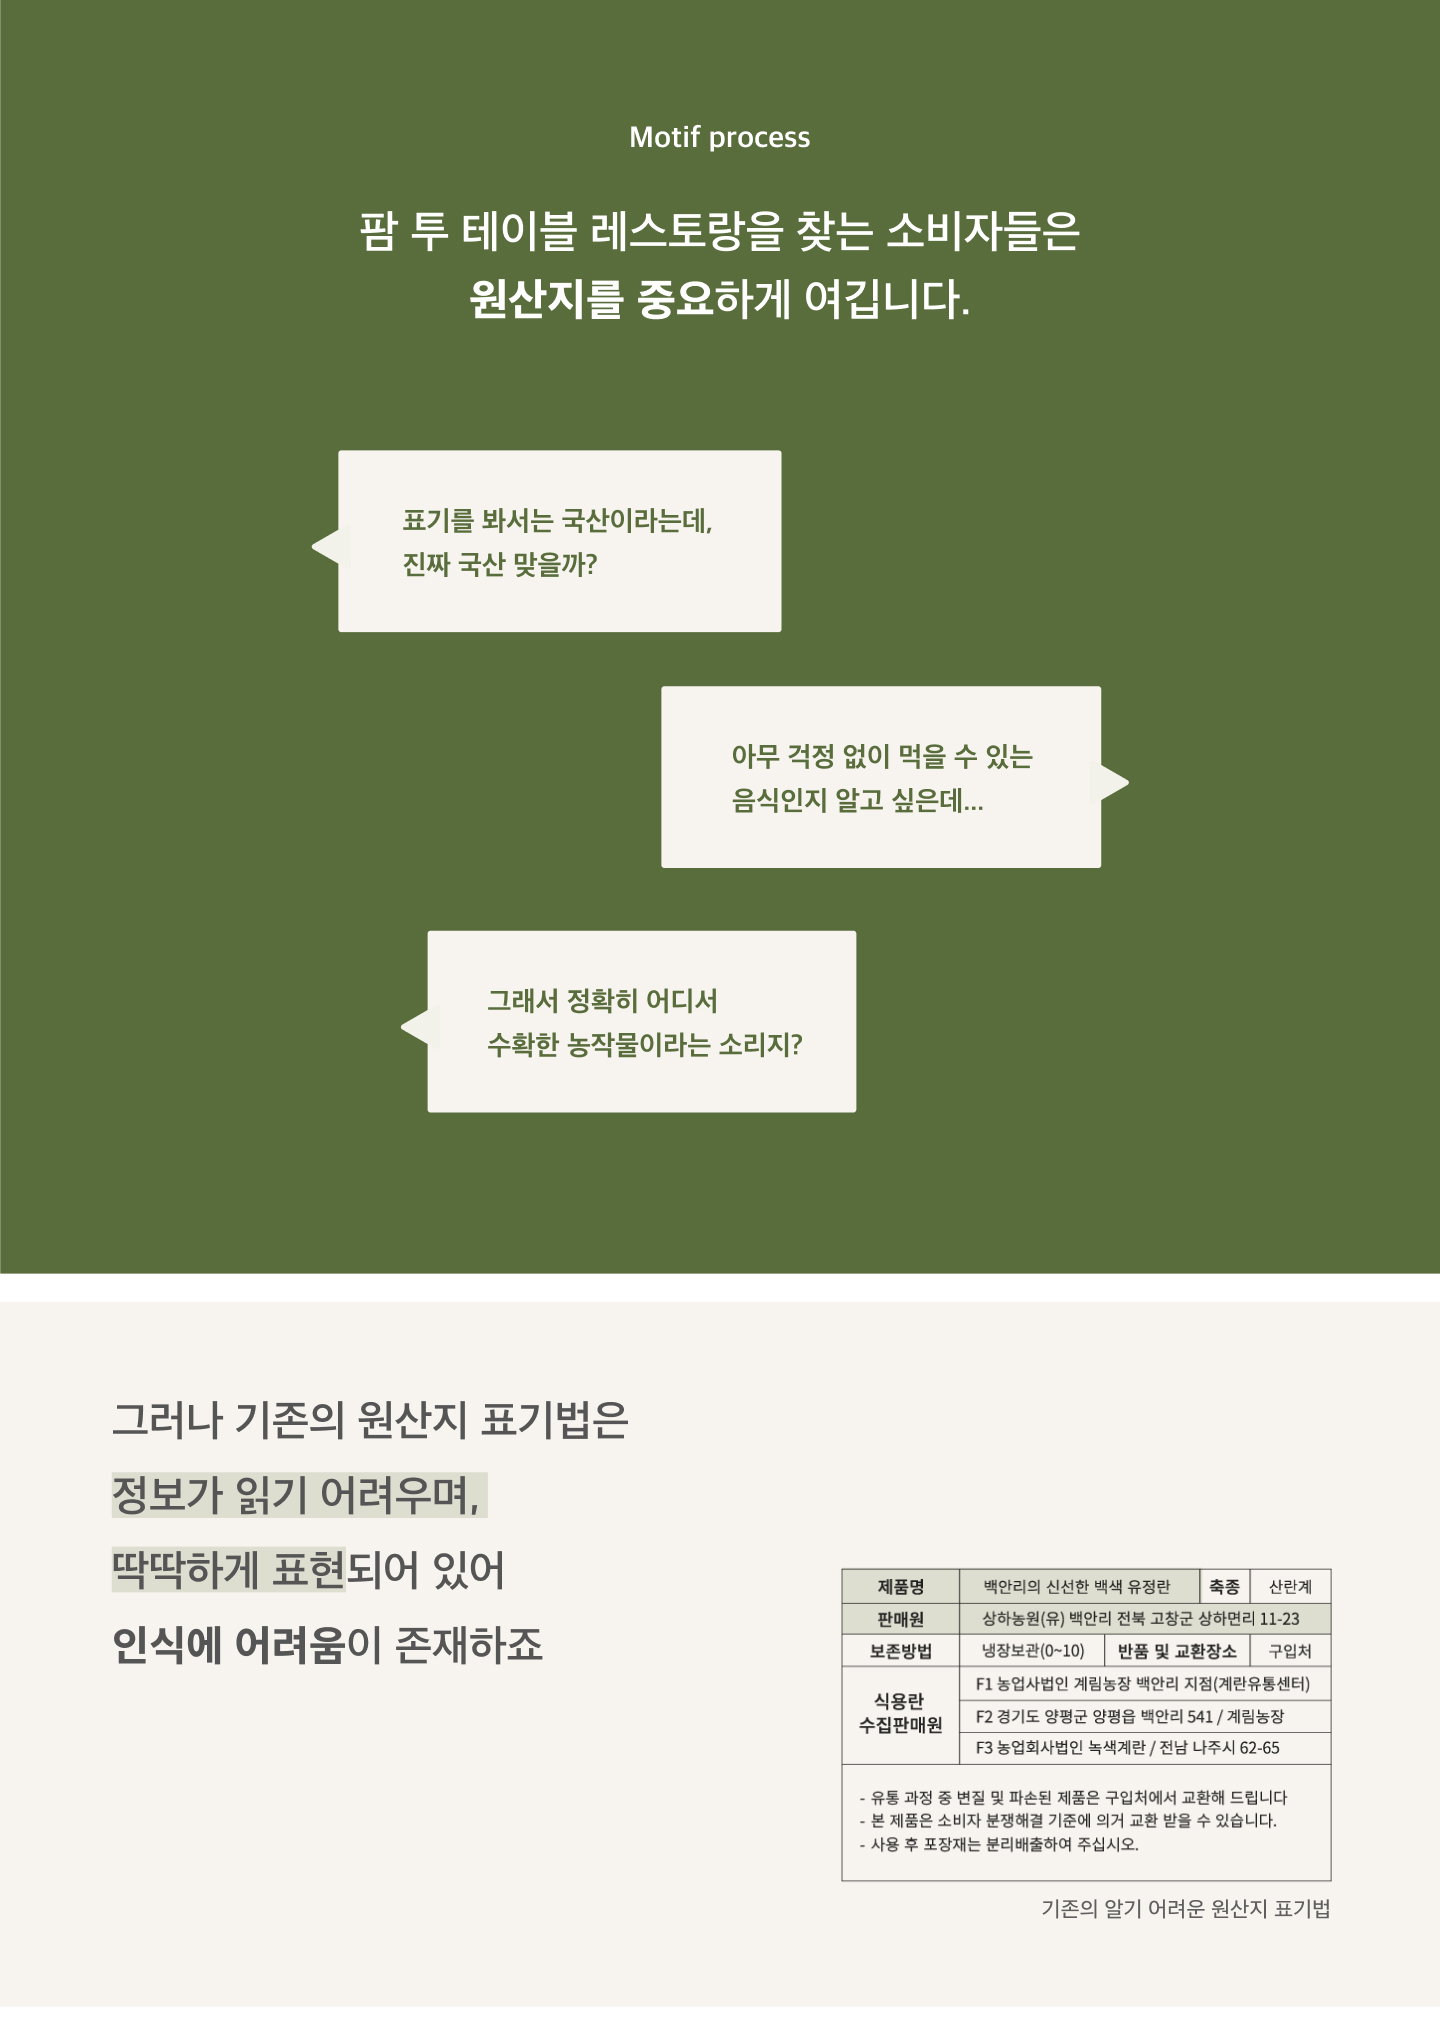 Motif process
팜 투 테이블 레스토랑을 찾는 소비자들은
원산지를 중요하게 여깁니다.
표기를 봐서는 국산이라는데,
진짜 국산 맞을까?
아무 걱정 없이 먹을 수 있는
음식인지 알고 싶은데...
그래서 정확히 어디서
수확한 농작물이라는 소리지?
그러나 기존의 원산지 표기법은
정보가 읽기 어려우며,
딱딱하게 표현되어 있어
인식에 어려움이 존재하죠
제품명 백안리의 신선한 백색 유정란 축종 산란계
판매원 상하농원(유) 백안리 전북 고창군 상하면리 11-23
보존방법 냉장보관(0~10) 반품 및 교환장소 구입처
식용란
수집판매원
F1 농업사법인 계림농장 백안리 지점(계란유통센터)
F2 경기도 양평군 양평읍 백안리 541 / 계림농장
F3 농업회사법인 녹색계란 / 전남 나주시 62-65
- 유통 과정 중 변질 및 파손된 제품은 구입처에서 교환해 드립니다
- 본 제품은 소비자 분쟁해결 기준에 의거 교환 받을 수 있습니다.
- 사용 후 포장재는 분리배출하여 주십시오.
기존의 알기 어려운 원산지 표기법